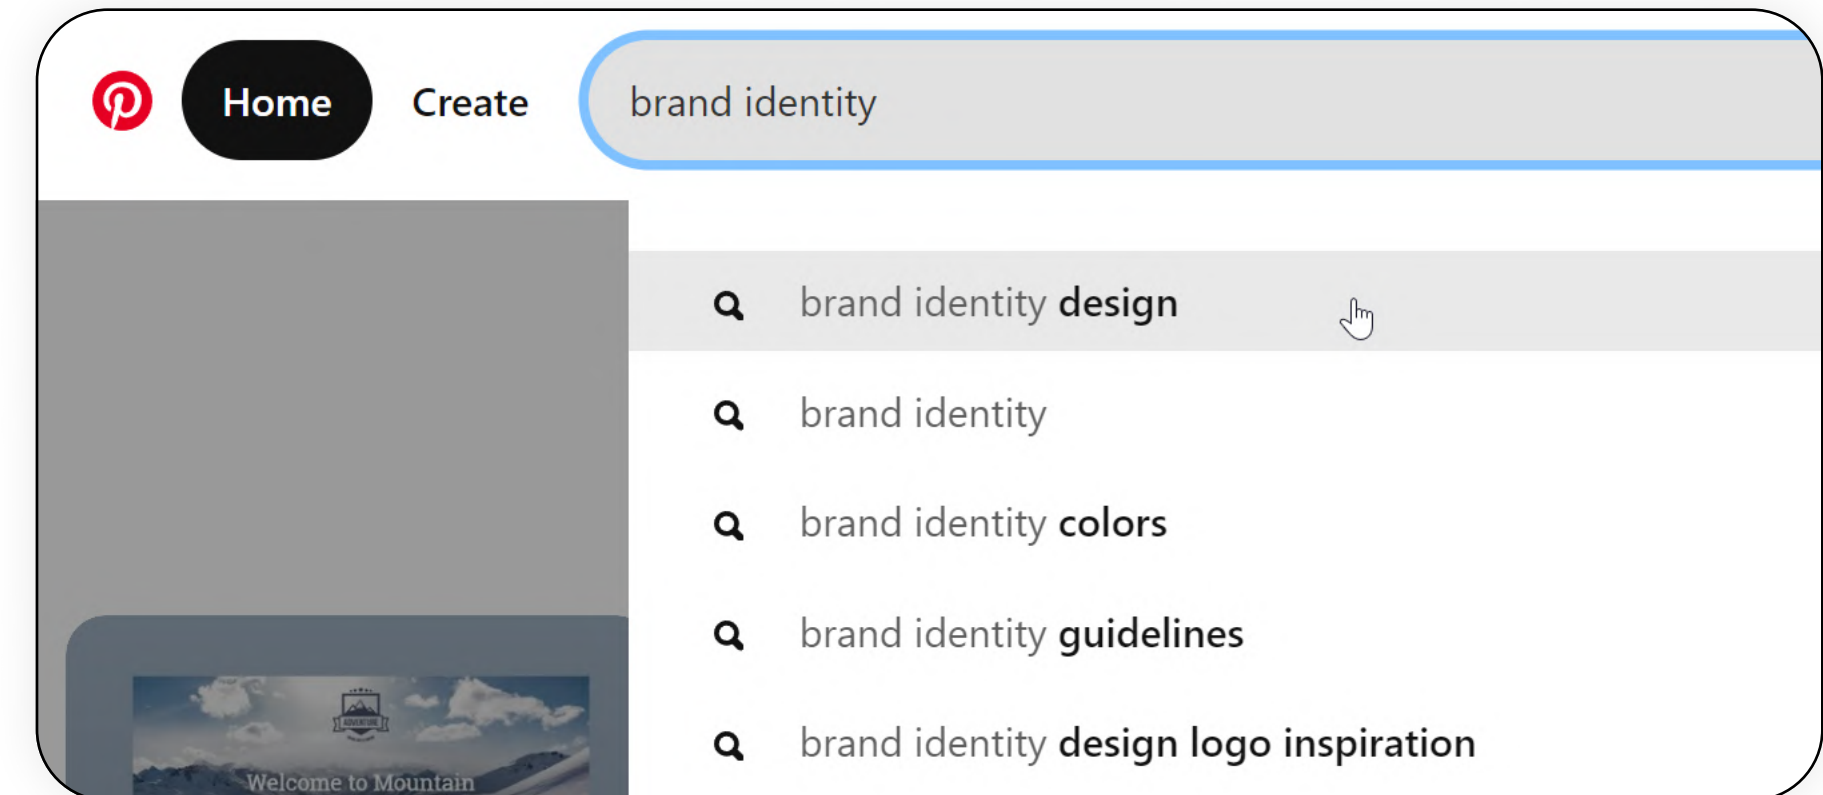 Home
Create
brand identity
brand identity design
brand identity
brand identity colors
brand identity guidelines
brand identity design logo inspiration
ADVENTURE
Welcome to Mountain